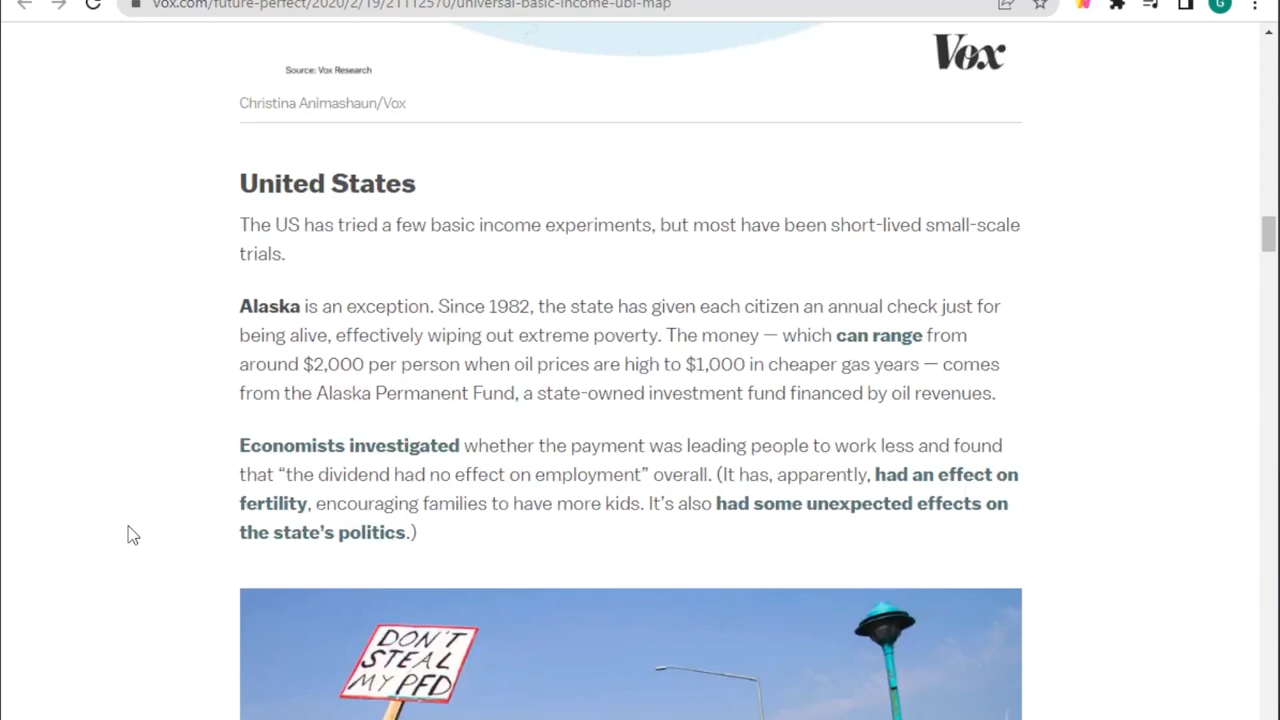 vox.com/future-perfect/2020/2/19/21112570/universal-basic-income-ubi-map
G
Vox
Source: Vox Research
Christina Animashaun/Vox
United States
The US has tried a few basic income experiments, but most have been short-lived small-scale
trials.
Alaska is an exception. Since 1982, the state has given each citizen an annual check just for
being alive, effectively wiping out extreme poverty. The money — which can range from
around $2,000 per person when oil prices are high to $1,000 in cheaper gas years — comes
from the Alaska Permanent Fund, a state-owned investment fund financed by oil revenues.
Economists investigated whether the payment was leading people to work less and found
that “the dividend had no effect on employment” overall. (It has, apparently, had an effect on
fertility, encouraging families to have more kids. It’s also had some unexpected effects on
the state’s politics.)
DON'T
STEAL
MY PFD